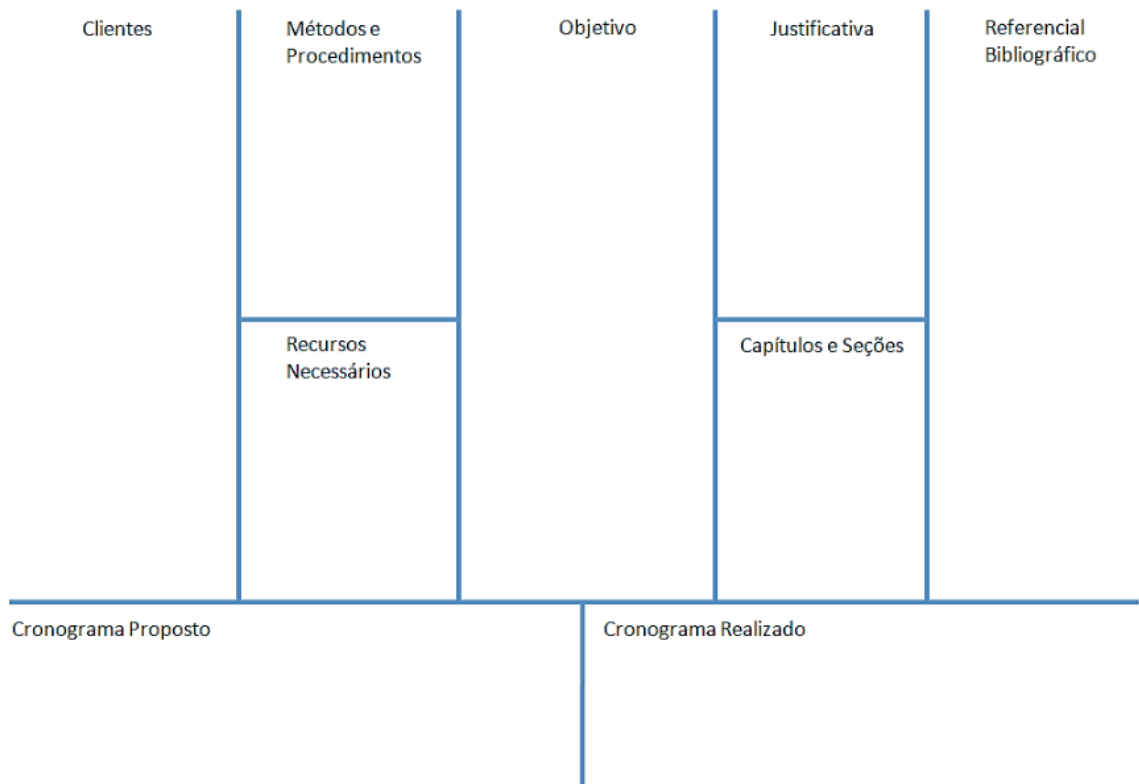 Clientes
Métodos e
Procedimentos
Objetivo
Justificativa
Referencial
Bibliográfico
Recursos
Necessários
Capítulos e Seções
Cronograma Proposto
Cronograma Realizado